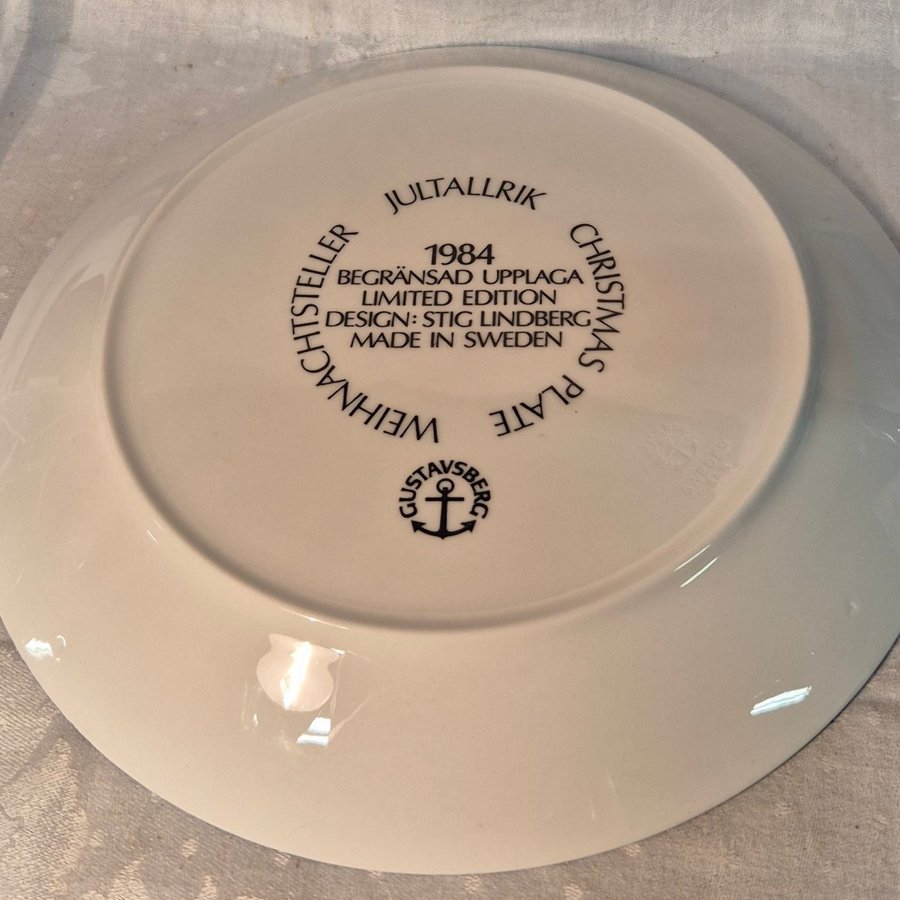 JULTALLRIK
CHRISTMAS PLATE
WEIHNACHTSTELLER
1984
BEGRÄNSAD UPPLAGA
LIMITED EDITION
DESIGN: STIG LINDBERG
MADE IN SWEDEN
GUSTAVSBERG